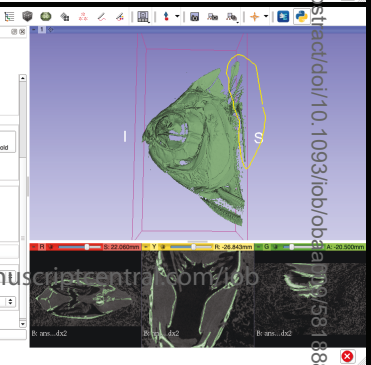 1
old
I
S
R S: 22.060mm
Y R: -26.843mm
G A: -20.500mm
B: ans...dx2
B: ans...dx2
B: ans...dx2
nuscriptcentral.com/iob
stract/doi/10.1093/iob/obaa